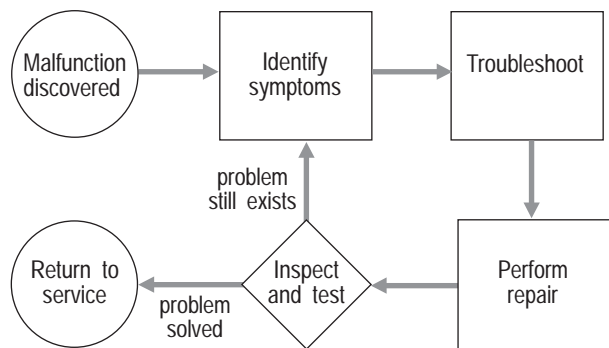 Malfunction
discovered
Identify
symptoms
Troubleshoot
problem
still exists
Return to
service
problem
solved
Inspect
and test
Perform
repair